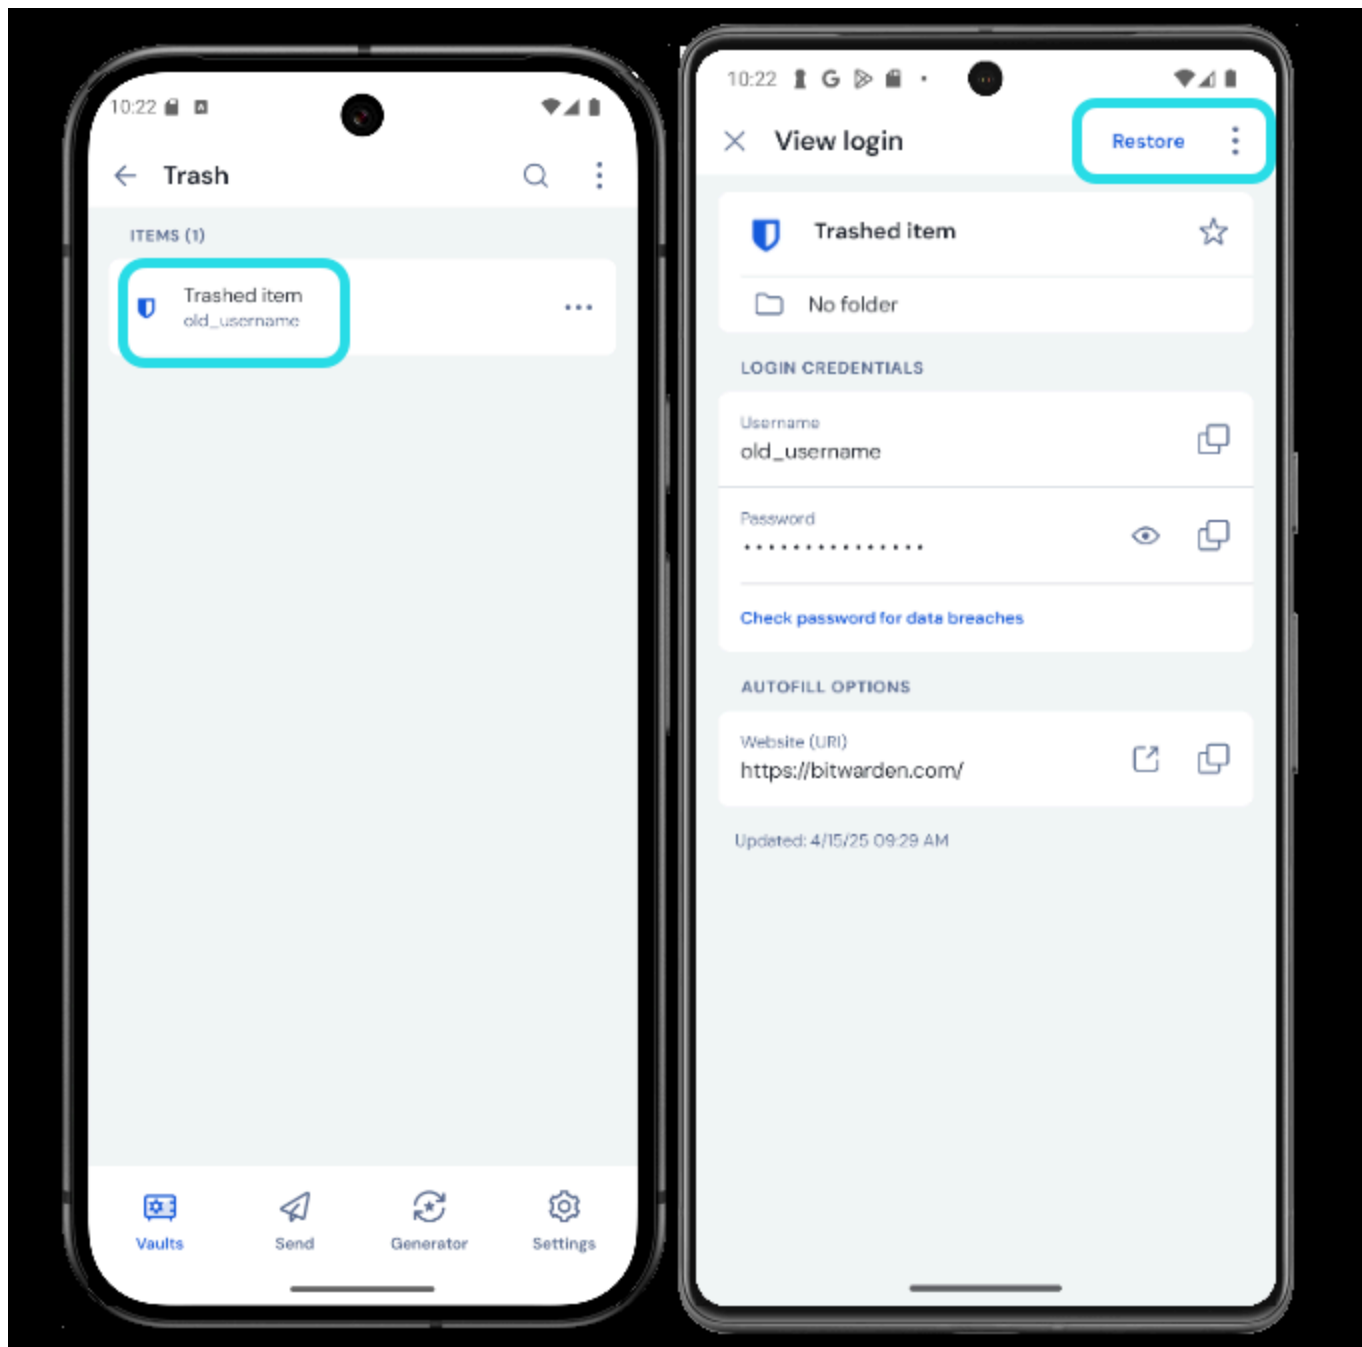 10:22
Trash
ITEMS (1)
Trashed item
old_username
Vaults
Send
Generator
Settings
10:22 G
View login
Restore
Trashed item
No folder
LOGIN CREDENTIALS
Username
old_username
Password
•••••••••••••••
Check password for data breaches
AUTOFILL OPTIONS
Website (URI)
https://bitwarden.com/
Updated: 4/15/25 09:29 AM